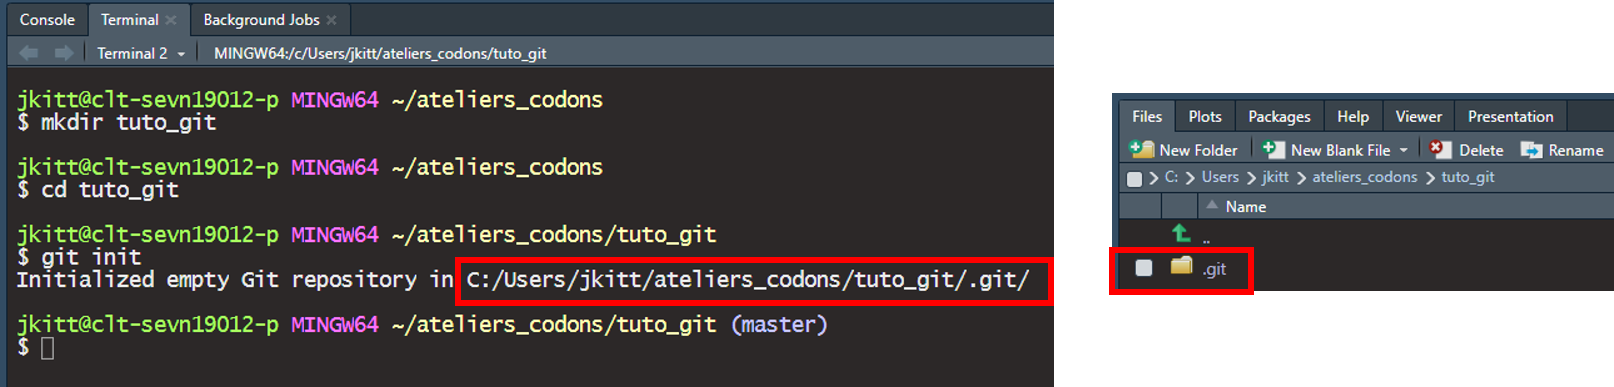 Console Terminal Background Jobs
Terminal 2 MINGW64:/c/Users/jkitt/ateliers_codons/tuto_git
jkitt@clt-sevn19012-p MINGW64 ~/ateliers_codons
$ mkdir tuto_git
jkitt@clt-sevn19012-p MINGW64 ~/ateliers_codons
$ cd tuto_git
jkitt@clt-sevn19012-p MINGW64 ~/ateliers_codons/tuto_git
$ git init
Initialized empty Git repository in C:/Users/jkitt/ateliers_codons/tuto_git/.git/
jkitt@clt-sevn19012-p MINGW64 ~/ateliers_codons/tuto_git (master)
$
Files Plots Packages Help Viewer Presentation
New Folder New Blank File Delete Rename
C: Users jkitt ateliers_codons tuto_git
Name
..
.git